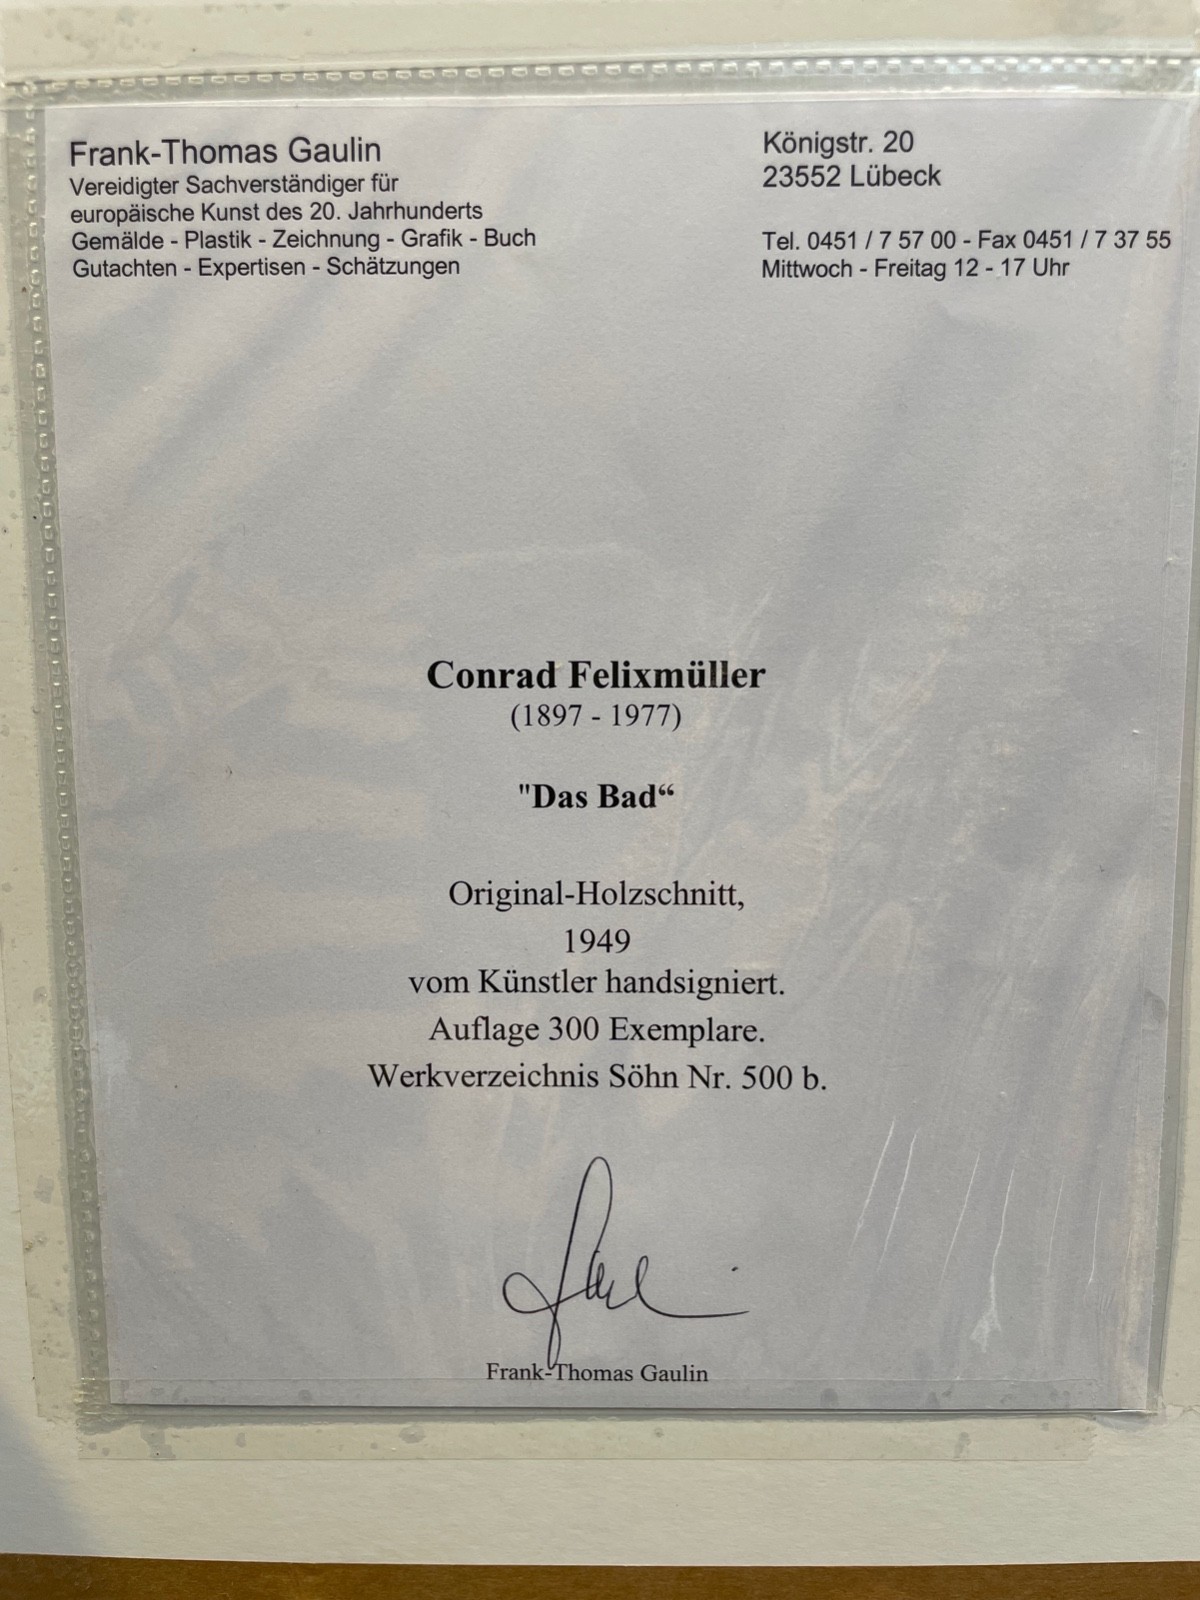 Frank-Thomas Gaulin
Vereidigter Sachverständiger für
europäische Kunst des 20. Jahrhunderts
Gemälde - Plastik - Zeichnung - Grafik - Buch
Gutachten - Expertisen - Schätzungen
Königstr. 20
23552 Lübeck
Tel. 0451 / 7 57 00 - Fax 0451 / 7 37 55
Mittwoch - Freitag 12 - 17 Uhr
Conrad Felixmüller
(1897 - 1977)
"Das Bad“
Original-Holzschnitt,
1949
vom Künstler handsigniert.
Auflage 300 Exemplare.
Werkverzeichnis Söhn Nr. 500 b.
Frank-Thomas Gaulin